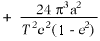 + 24 π³a² / T²c²(1 - e²)